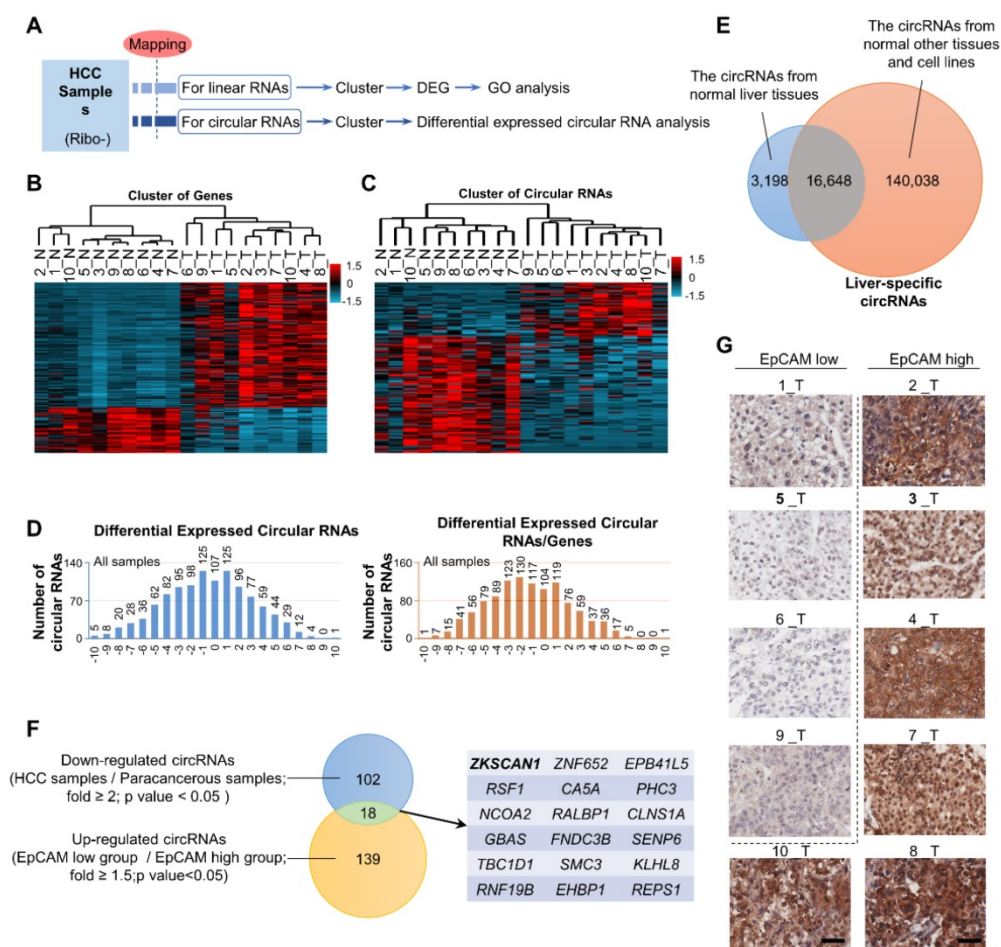 A
Mapping
HCC
Sample
s
(Ribo-)
For linear RNAs
Cluster
DEG
GO analysis
For circular RNAs
Cluster
Differential expressed circular RNA analysis
B
Cluster of Genes
2_N
1_N
10_N
5_N
3_N
9_N
8_N
6_N
4_N
7_N
6_T
9_T
1_T
5_T
2_T
3_T
7_T
10_T
4_T
8_T
1.5
0
-1.5
C
Cluster of Circular RNAs
2_N
1_N
10_N
5_N
9_N
8_N
6_N
3_N
4_N
7_N
9_T
5_T
6_T
1_T
3_T
2_T
4_T
8_T
10_T
7_T
1.5
0
-1.5
D
Differential Expressed Circular RNAs
Number of
circular RNAs
All samples
140
70
0
5
8
20
28
36
62
82
95
98
125
107
125
96
77
59
44
29
12
4
0
1
-10
-9
-8
-7
-6
-5
-4
-3
-2
-1
0
1
2
3
4
5
6
7
8
9
10
Differential Expressed Circular
RNAs/Genes
Number of
circular RNAs
All samples
160
80
0
1
7
15
41
56
79
89
123
130
117
104
119
76
59
37
36
17
5
0
0
1
-10
-9
-8
-7
-6
-5
-4
-3
-2
-1
0
1
2
3
4
5
6
7
8
9
10
E
The circRNAs from
normal liver tissues
The circRNAs from
normal other tissues
and cell lines
3,198
16,648
140,038
Liver-specific
circRNAs
F
Down-regulated circRNAs
(HCC samples / Paracancerous samples;
fold ≥ 2; p value < 0.05 )
Up-regulated circRNAs
(EpCAM low group / EpCAM high group;
fold ≥ 1.5;p value<0.05)
102
18
139
ZKSCAN1 ZNF652 EPB41L5
RSF1 CA5A PHC3
NCOA2 RALBP1 CLNS1A
GBAS FNDC3B SENP6
TBC1D1 SMC3 KLHL8
RNF19B EHBP1 REPS1
G
EpCAM low EpCAM high
1_T 2_T
5_T 3_T
6_T 4_T
9_T 7_T
10_T 8_T